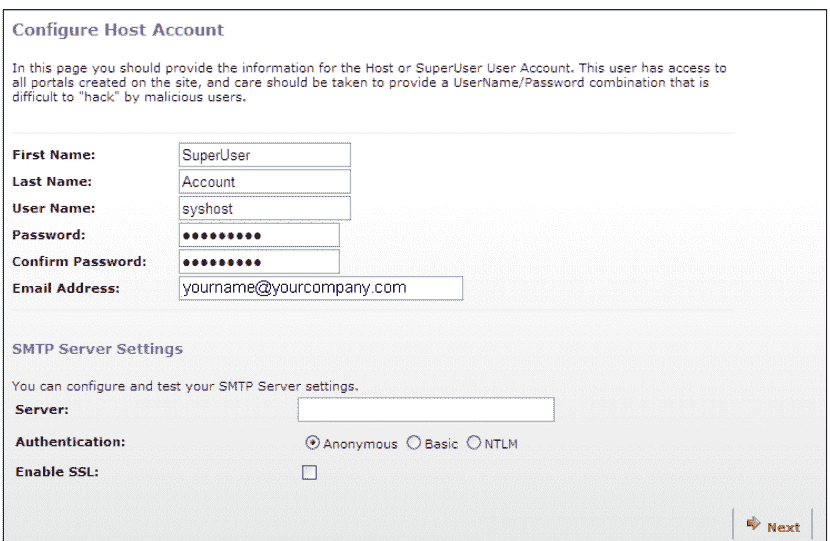 Configure Host Account
In this page you should provide the information for the Host or SuperUser User Account. This user has access to
all portals created on the site, and care should be taken to provide a UserName/Password combination that is
difficult to "hack" by malicious users.
First Name: SuperUser
Last Name: Account
User Name: syshost
Password: •••••••••
Confirm Password: •••••••••
Email Address: yourname@yourcompany.com
SMTP Server Settings
You can configure and test your SMTP Server settings.
Server:
Authentication: Anonymous Basic NTLM
Enable SSL:
Next